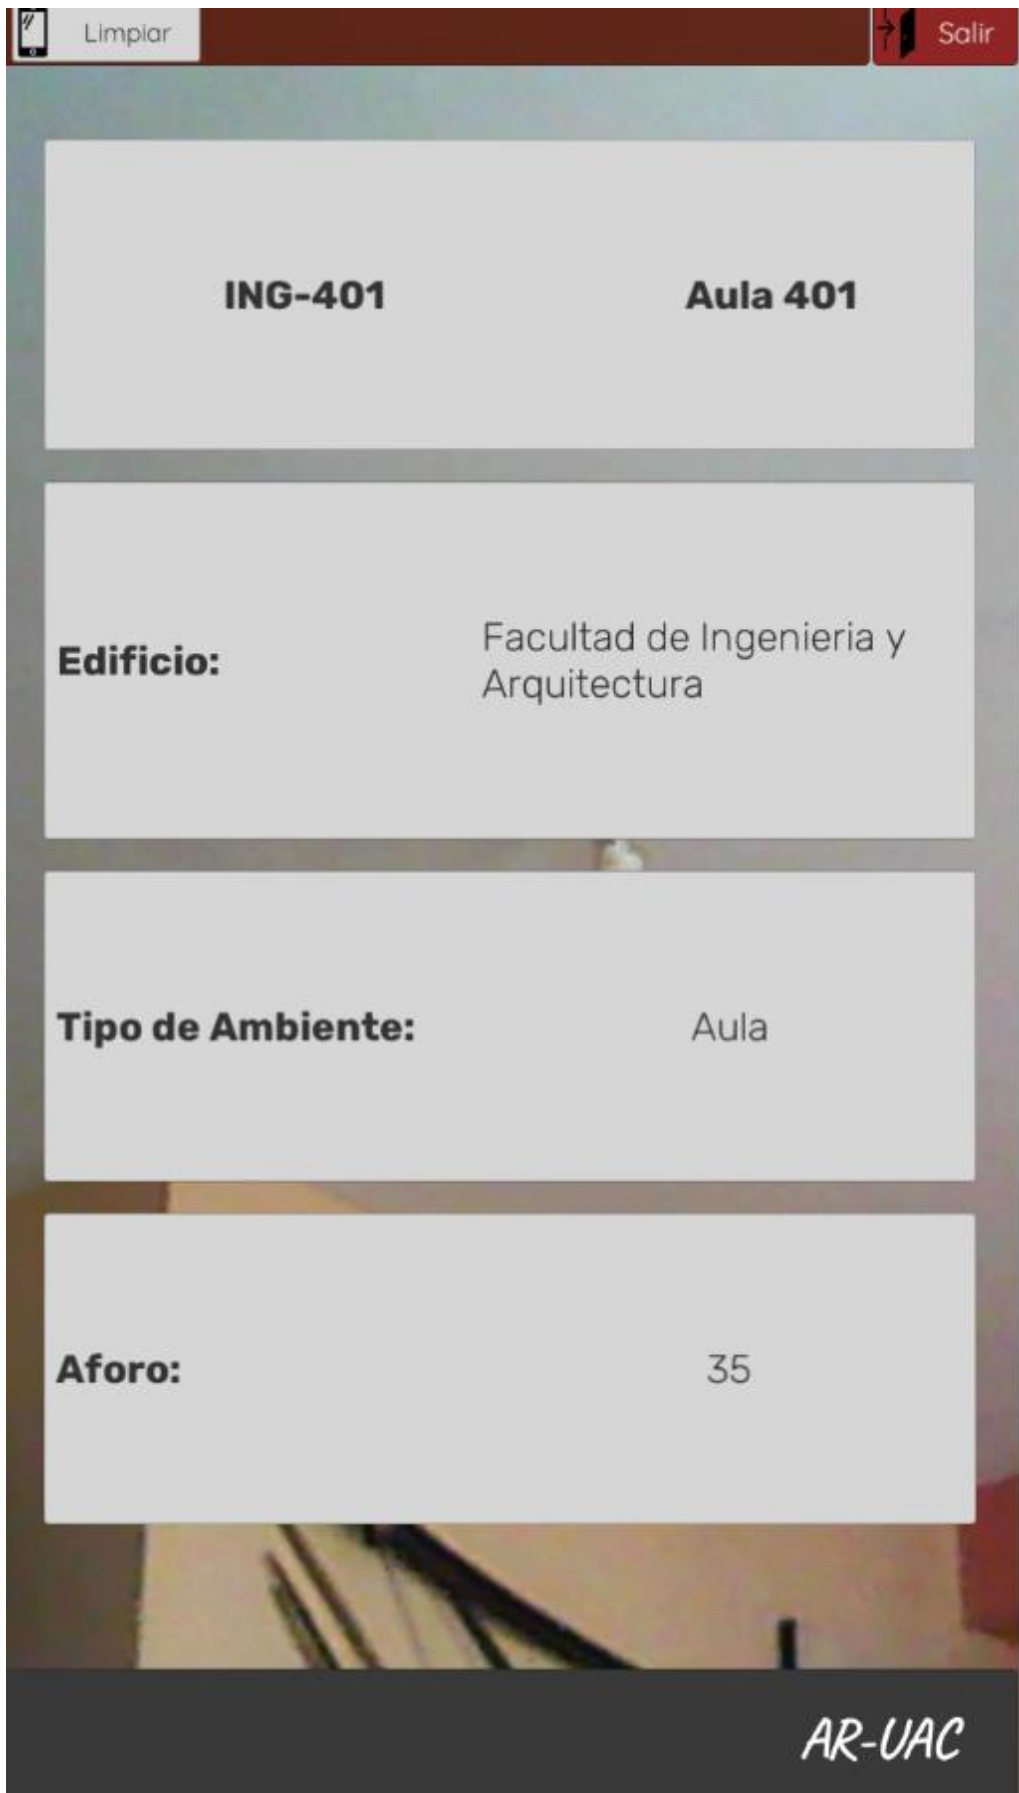 Limpiar
Salir
ING-401
Aula 401
Edificio:
Facultad de Ingenieria y
Arquitectura
Tipo de Ambiente:
Aula
Aforo:
35
AR-UAC